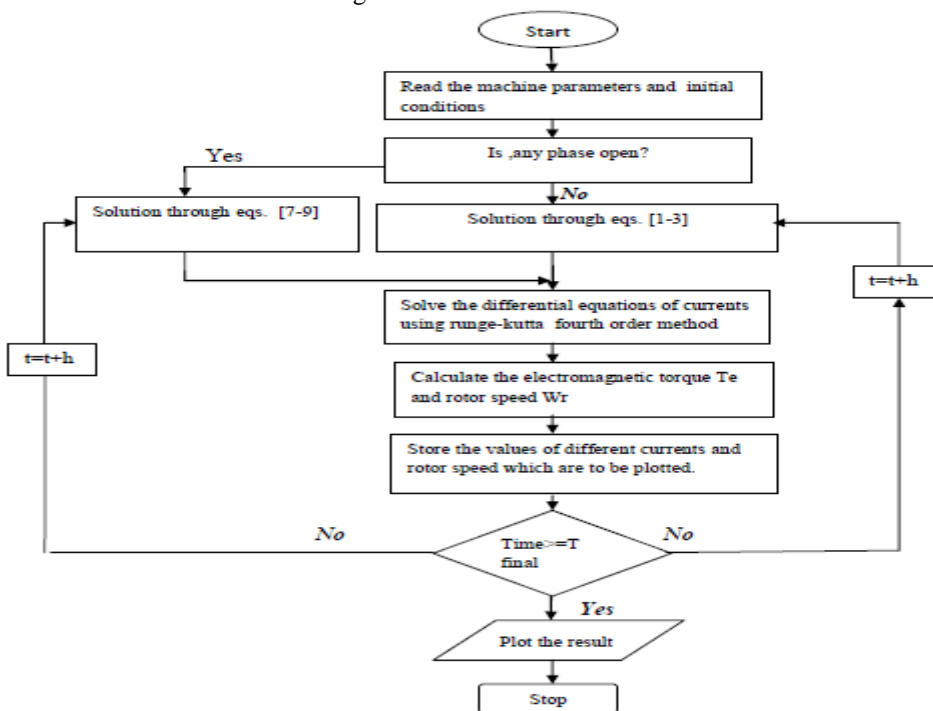 Start
Read the machine parameters and initial
conditions
Is ,any phase open?
Yes
No
Solution through eqs. [7-9]
Solution through eqs. [1-3]
t=t+h
Solve the differential equations of currents
using runge-kutta fourth order method
t=t+h
Calculate the electromagnetic torque Te
and rotor speed Wr
Store the values of different currents and
rotor speed which are to be plotted.
No
Time>=T
final
No
Yes
Plot the result
Stop